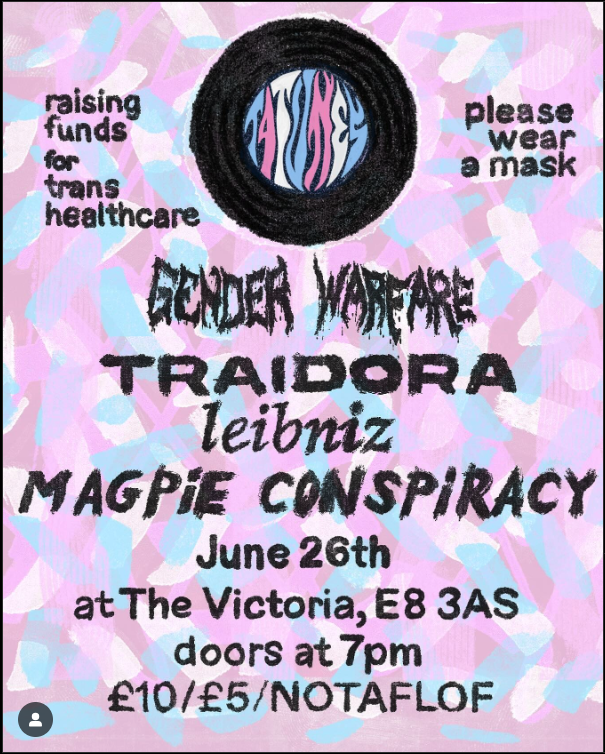 raising
funds
for
trans
healthcare
please
wear
a mask
GENDER WARFARE
TRAIDORA
leibniz
MAGPiE CONSPiRACY
June 26th
at The Victoria, E8 3AS
doors at 7pm
£10/£5/NOTAFLOF